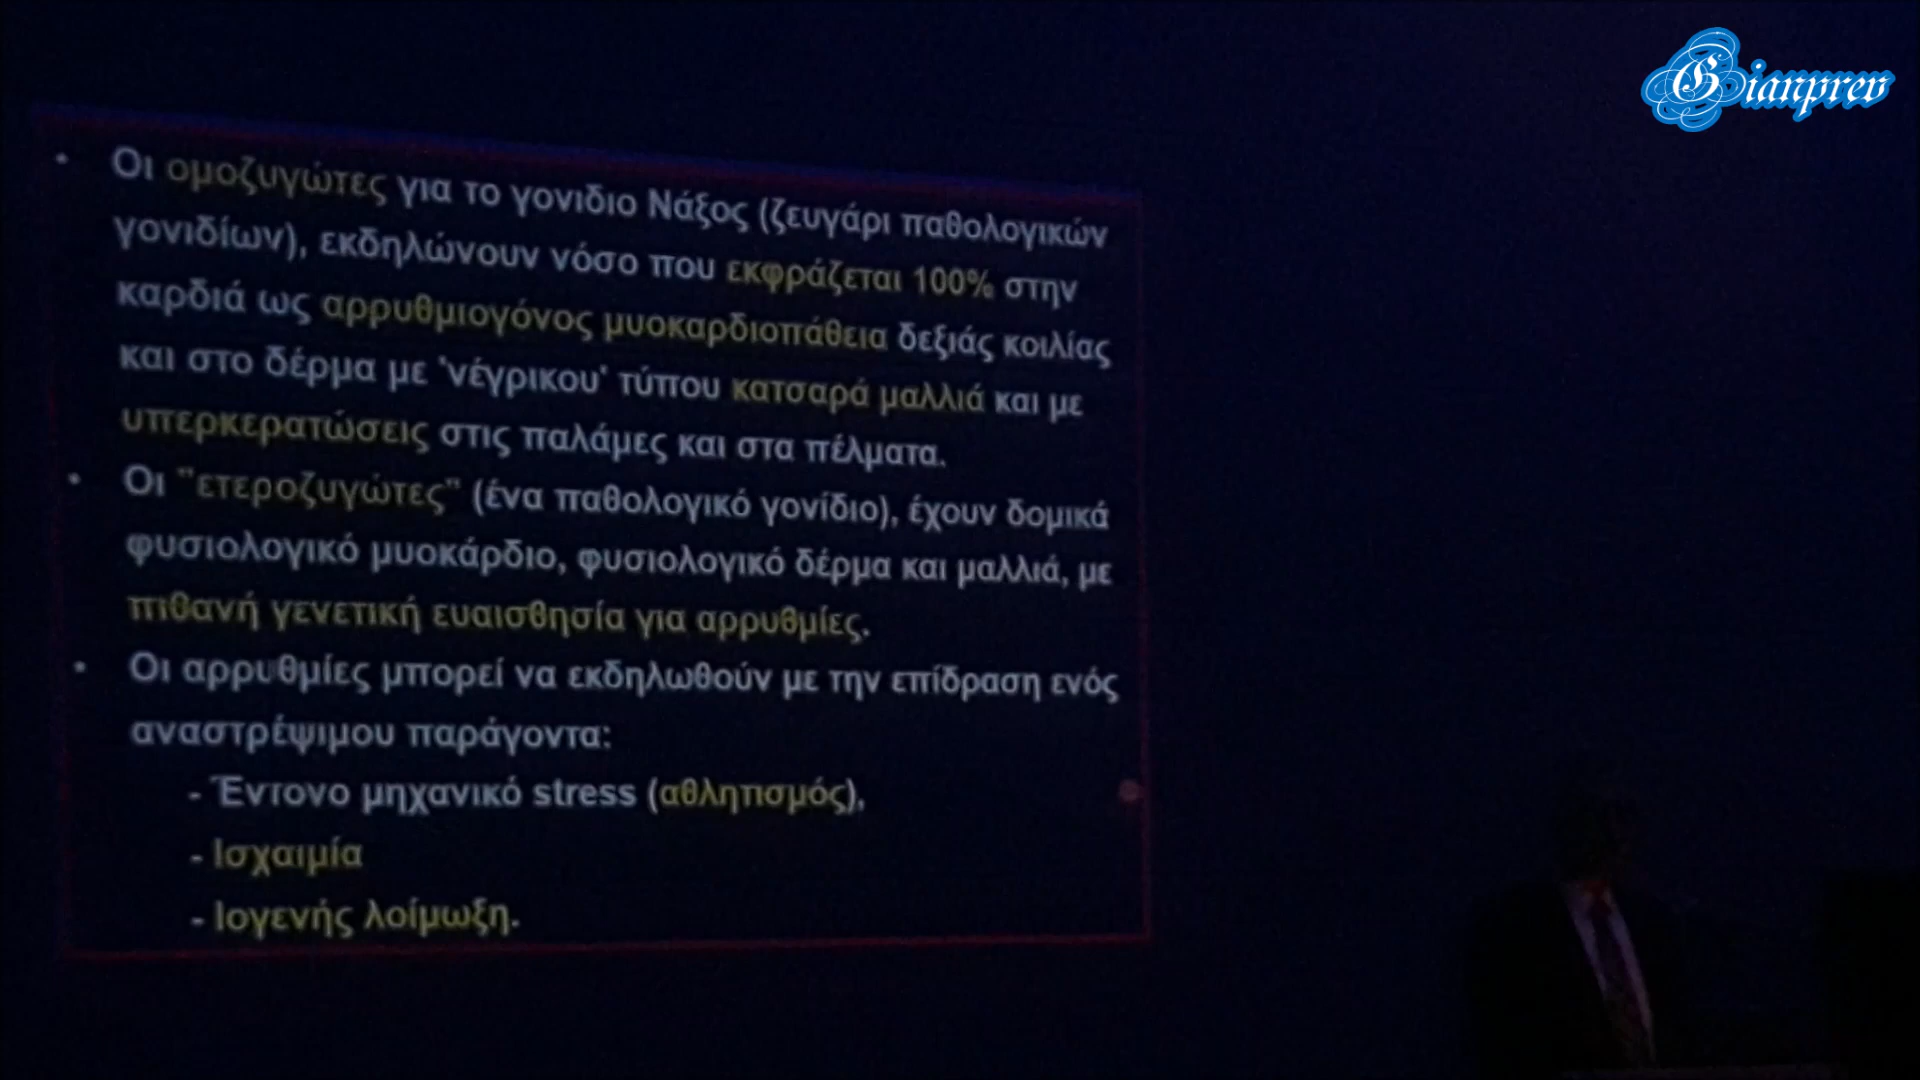 Gianprev
• Οι ομοζυγώτες για το γονιδιο Νάξος (ζευγάρι παθολογικών
γονιδίων), εκδηλώνουν νόσο που εκφράζεται 100% στην
καρδιά ως αρρυθμιογόνος μυοκαρδιοπάθεια δεξιάς κοιλίας
και στο δέρμα με 'νέγρικου' τύπου κατσαρά μαλλιά και με
υπερκερατώσεις στις παλάμες και στα πέλματα.
• Οι "ετεροζυγώτες" (ένα παθολογικό γονίδιο), έχουν δομικά
φυσιολογικό μυοκάρδιο, φυσιολογικό δέρμα και μαλλιά, με
πιθανή γενετική ευαισθησία για αρρυθμίες.
• Οι αρρυθμίες μπορεί να εκδηλωθούν με την επίδραση ενός
αναστρέψιμου παράγοντα:
- Έντονο μηχανικό stress (αθλητισμός),
- Ισχαιμία
- Ιογενής λοίμωξη.